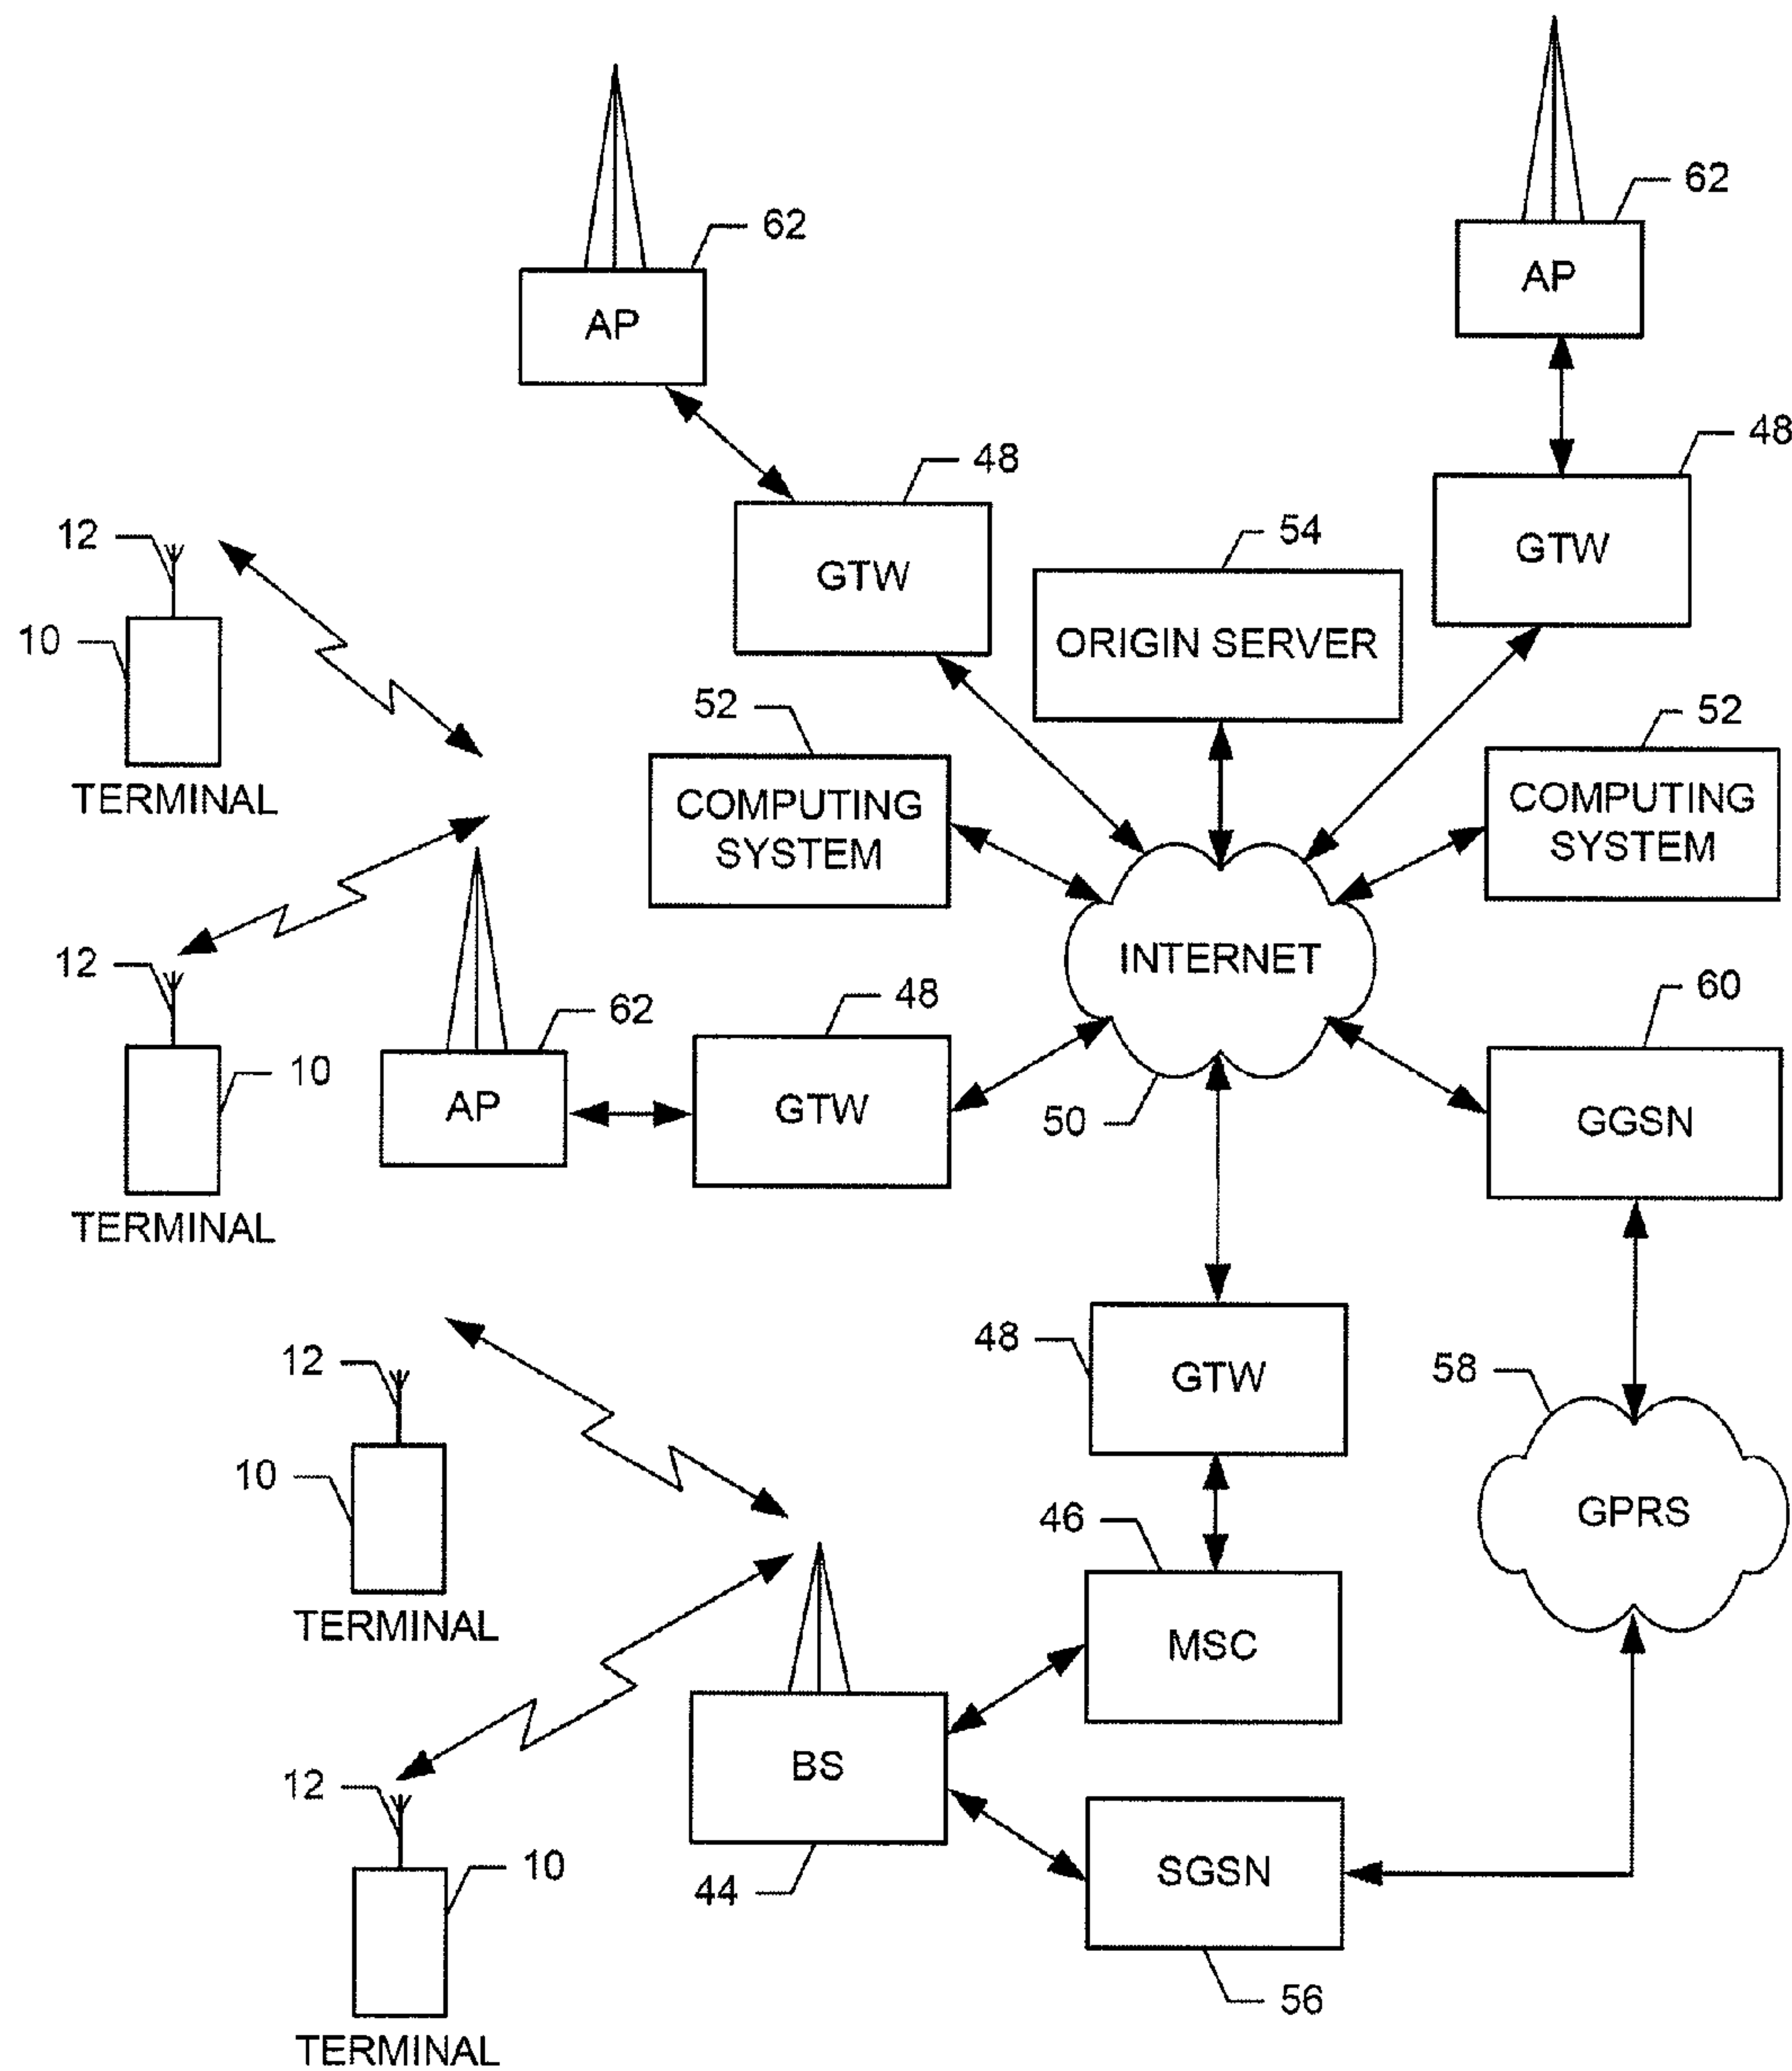 62
AP
62
AP
48
GTW
48
GTW
54
ORIGIN SERVER
12
10
TERMINAL
52
COMPUTING
SYSTEM
52
COMPUTING
SYSTEM
INTERNET
50
12
10
TERMINAL
62
AP
48
GTW
60
GGSN
48
GTW
58
GPRS
12
10
TERMINAL
46
MSC
BS
44
SGSN
56
12
10
TERMINAL